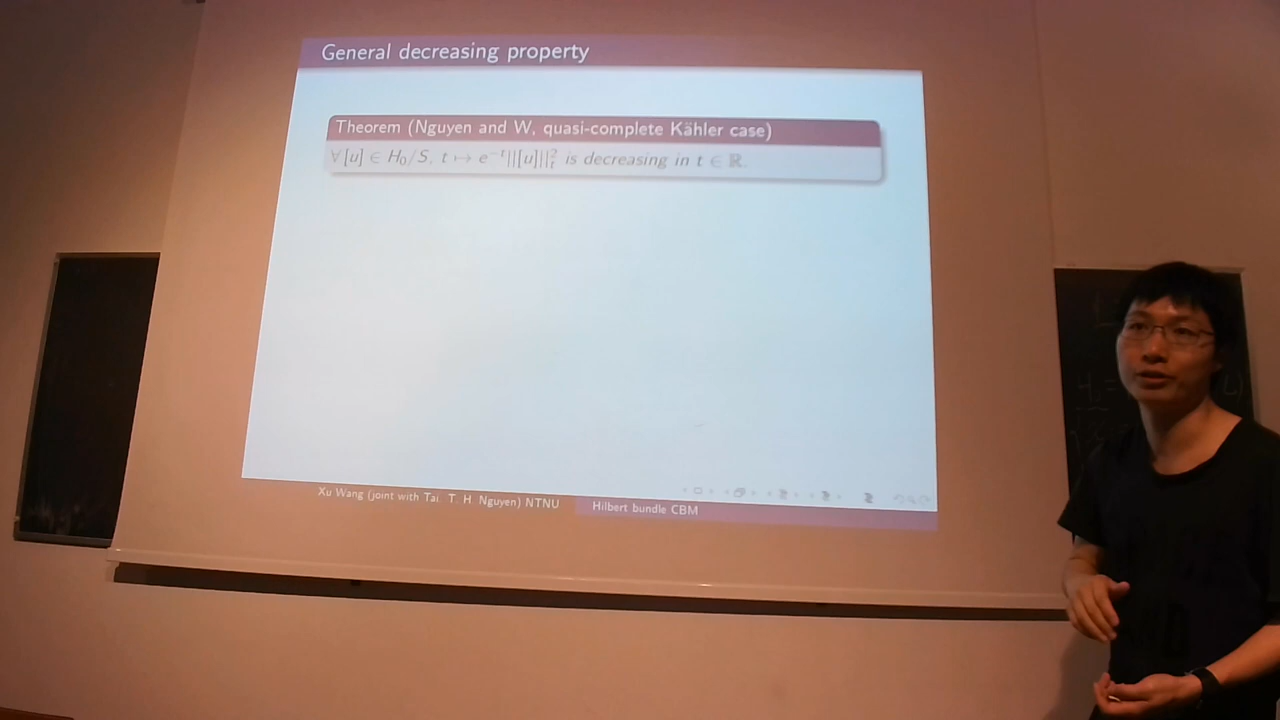 General decreasing property
Theorem (Nguyen and W, quasi-complete Kähler case)
∀[u] ∈ H₀/S, t ↦ e⁻ᵗ||[u]||²ₜ is decreasing in t ∈ ℝ.
Xu Wang (joint with Tai. T. H. Nguyen) NTNU
Hilbert bundle CBM